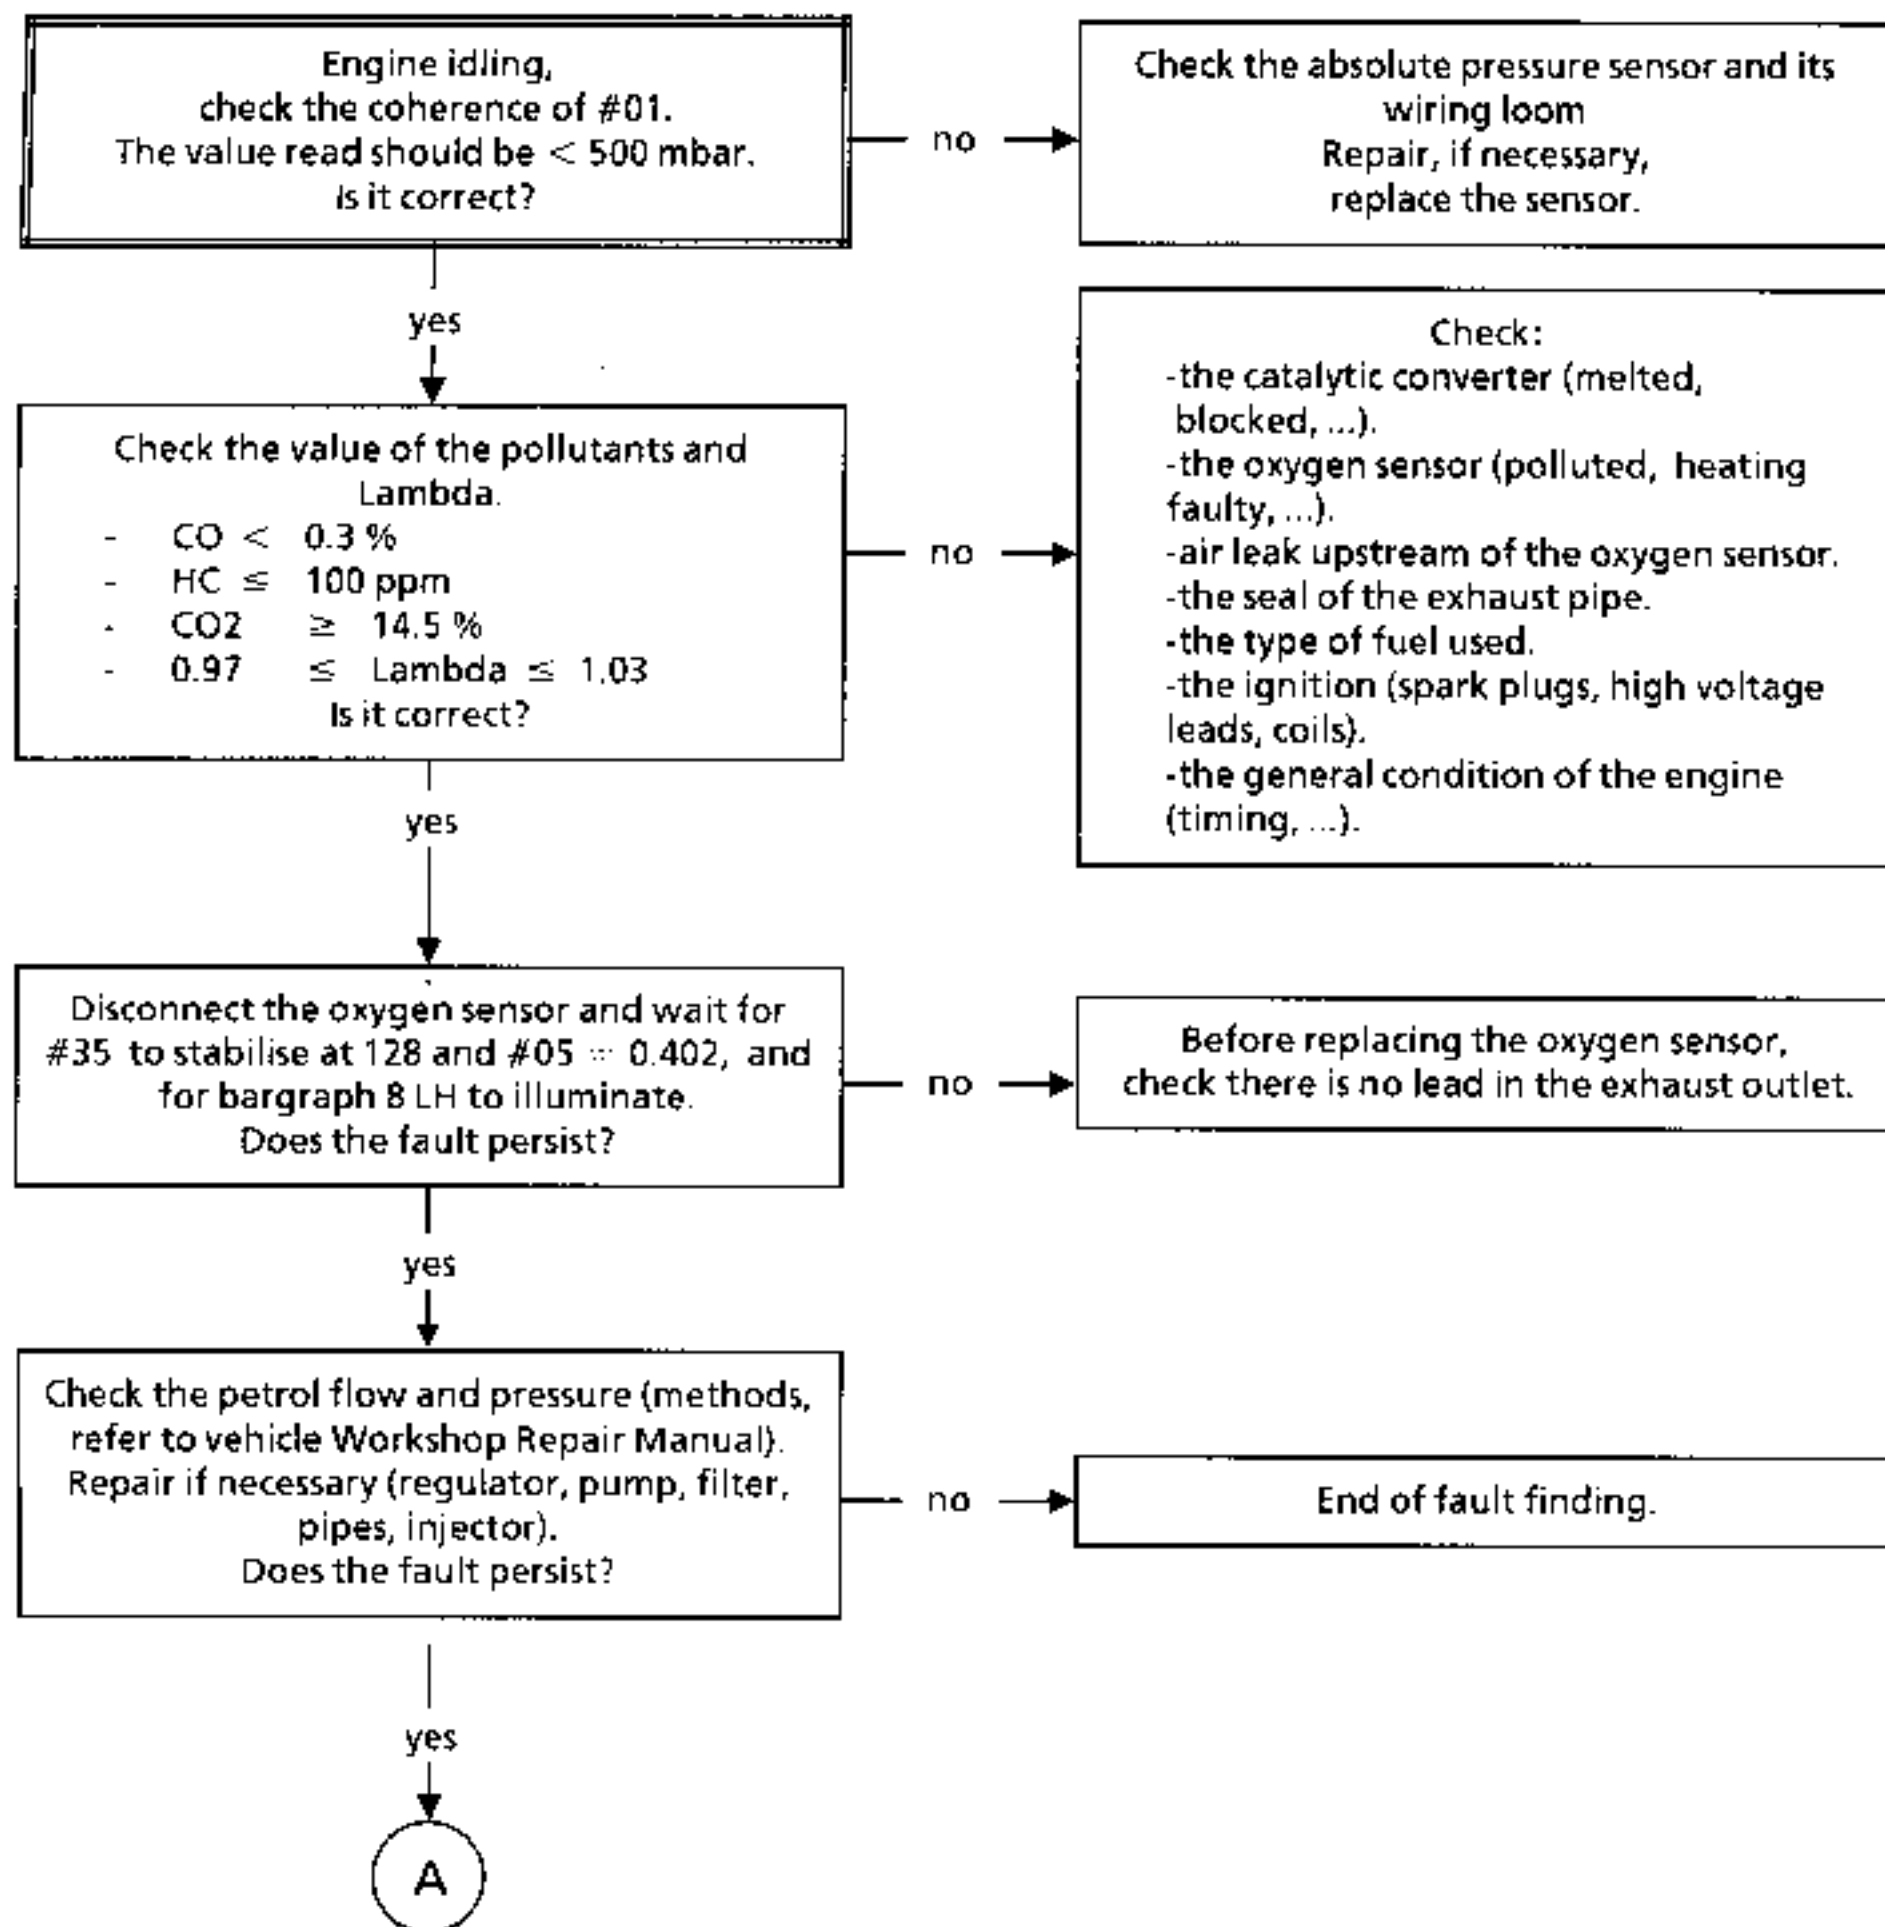 Engine idling,
check the coherence of #01.
The value read should be < 500 mbar.
Is it correct?
no
Check the absolute pressure sensor and its
wiring loom
Repair, if necessary,
replace the sensor.
yes
Check the value of the pollutants and
Lambda.
- CO < 0.3 %
- HC ≤ 100 ppm
- CO2 ≥ 14.5 %
- 0.97 ≤ Lambda ≤ 1.03
Is it correct?
no
Check:
-the catalytic converter (melted,
blocked, ...).
-the oxygen sensor (polluted, heating
faulty, ...).
-air leak upstream of the oxygen sensor.
-the seal of the exhaust pipe.
-the type of fuel used.
-the ignition (spark plugs, high voltage
leads, coils).
-the general condition of the engine
(timing, ...).
yes
Disconnect the oxygen sensor and wait for
#35 to stabilise at 128 and #05 = 0.402, and
for bargraph 8 LH to illuminate.
Does the fault persist?
no
Before replacing the oxygen sensor,
check there is no lead in the exhaust outlet.
yes
Check the petrol flow and pressure (methods,
refer to vehicle Workshop Repair Manual).
Repair if necessary (regulator, pump, filter,
pipes, injector).
Does the fault persist?
no
End of fault finding.
yes
A